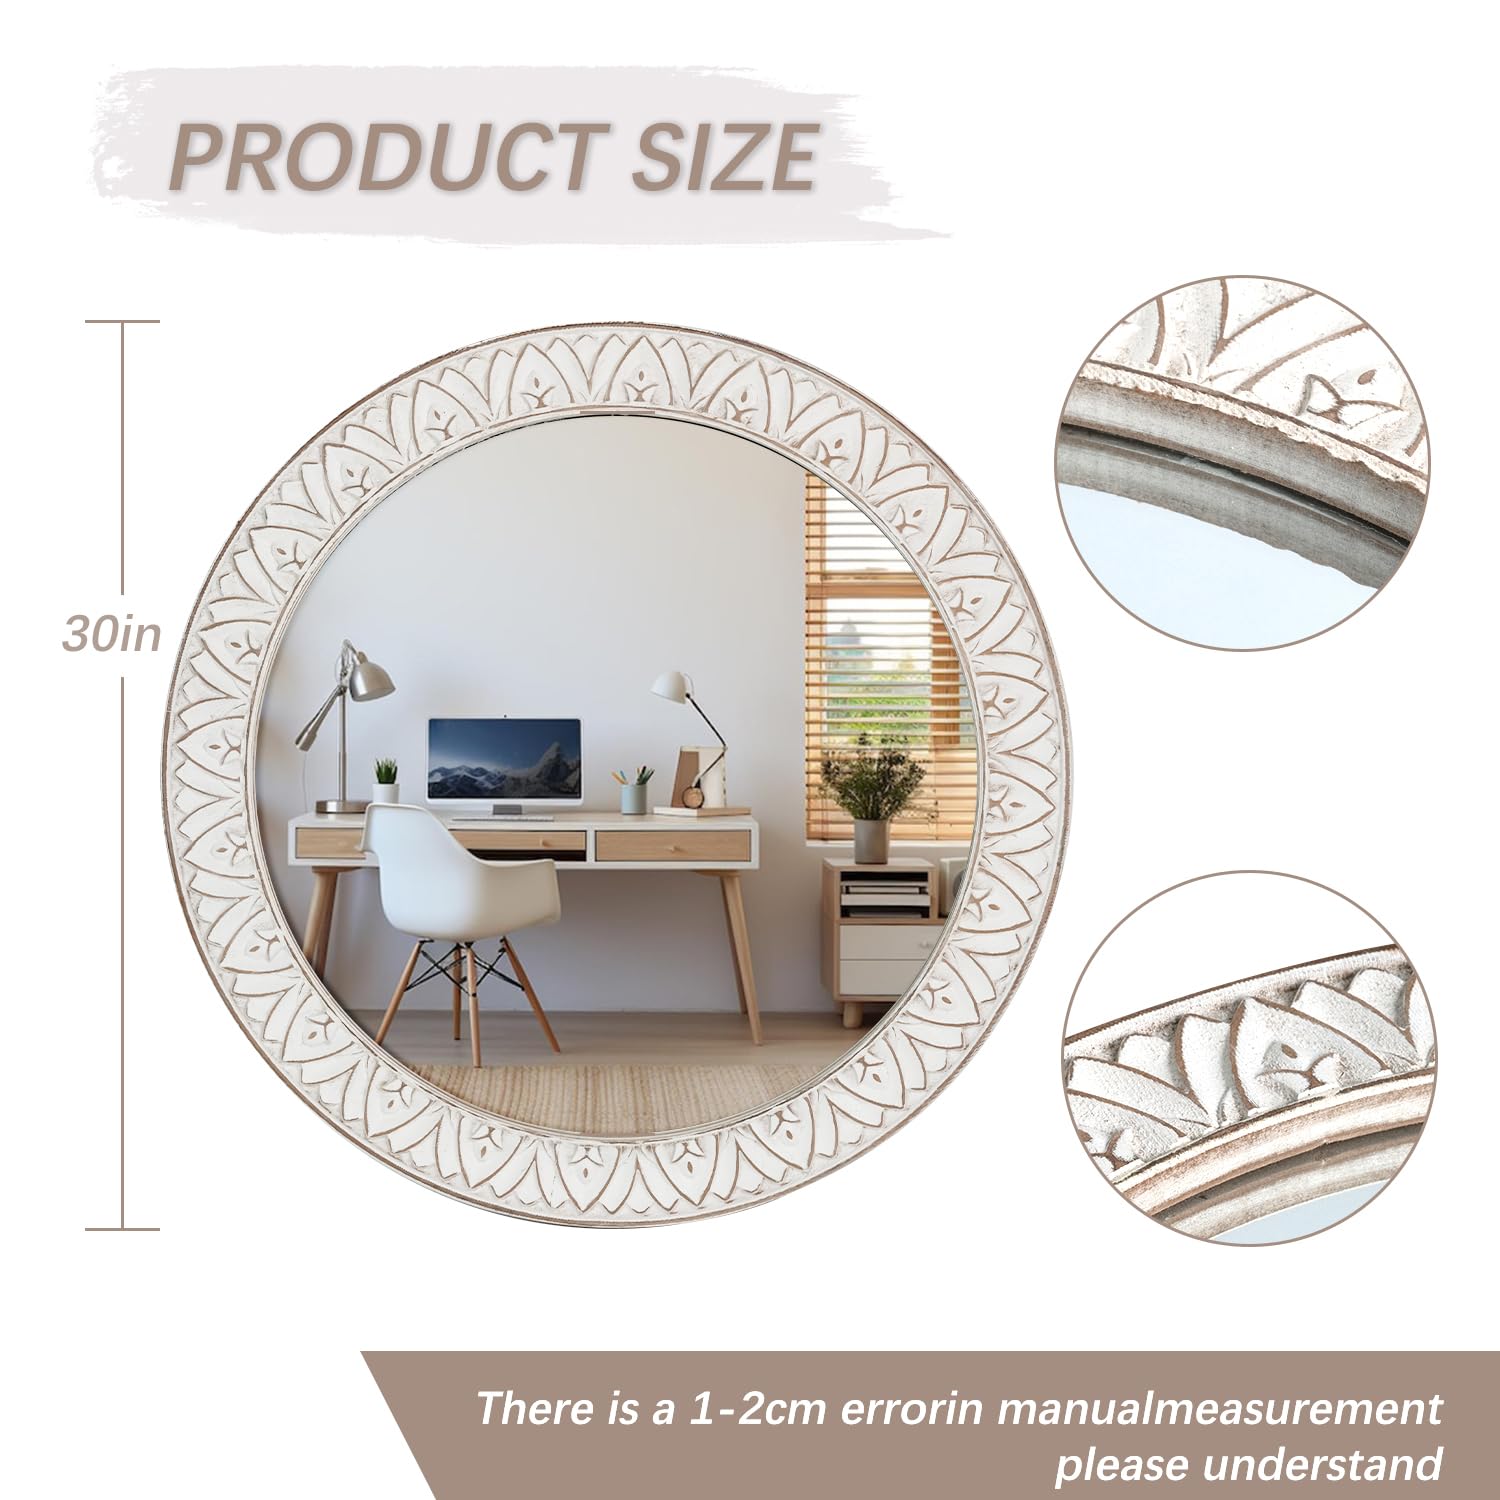 PRODUCT SIZE
30in
There is a 1-2cm errorin manualmeasurement
please understand